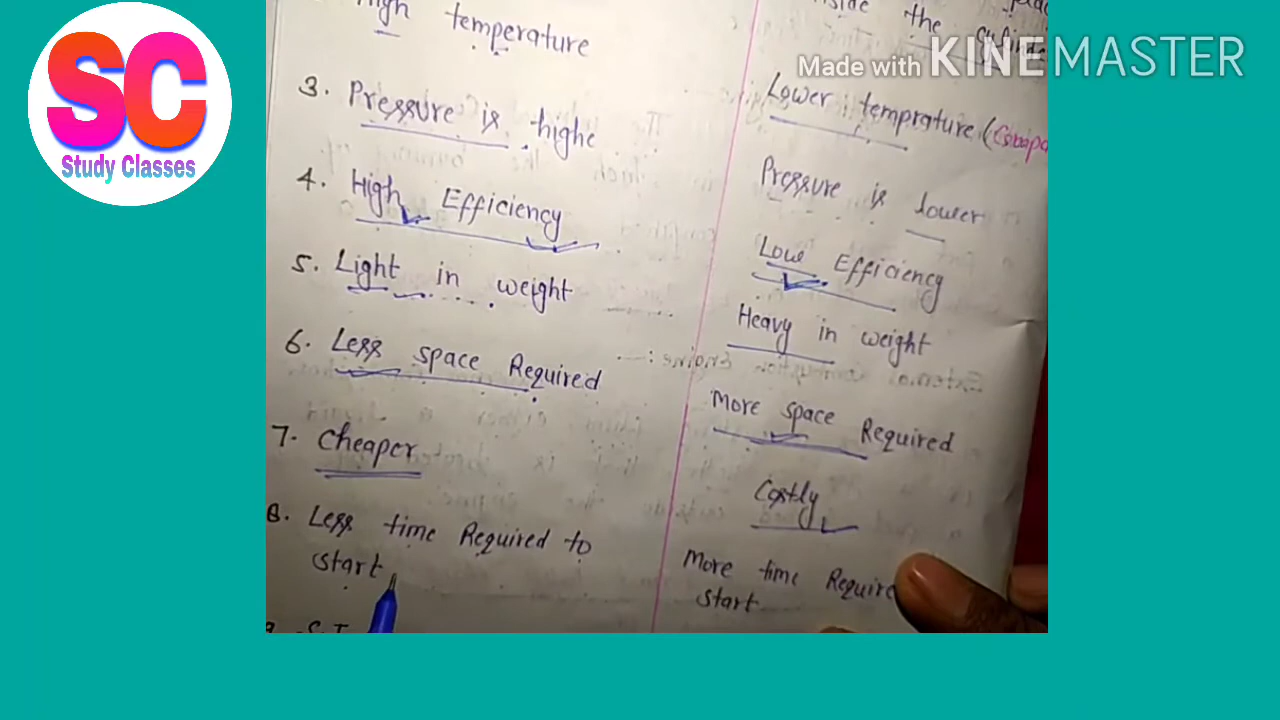 SC
Study Classes
Made with KINEMASTER
High temperature
3. Pressure is highe
4. High Efficiency
5. Light in weight
6. Less space Required
7. Cheaper
8. Less time Required to
start
the
Lower temprature (
Pressure is lower
Low Efficiency
Heavy in weight
More space Required
Costly
More time Require
start